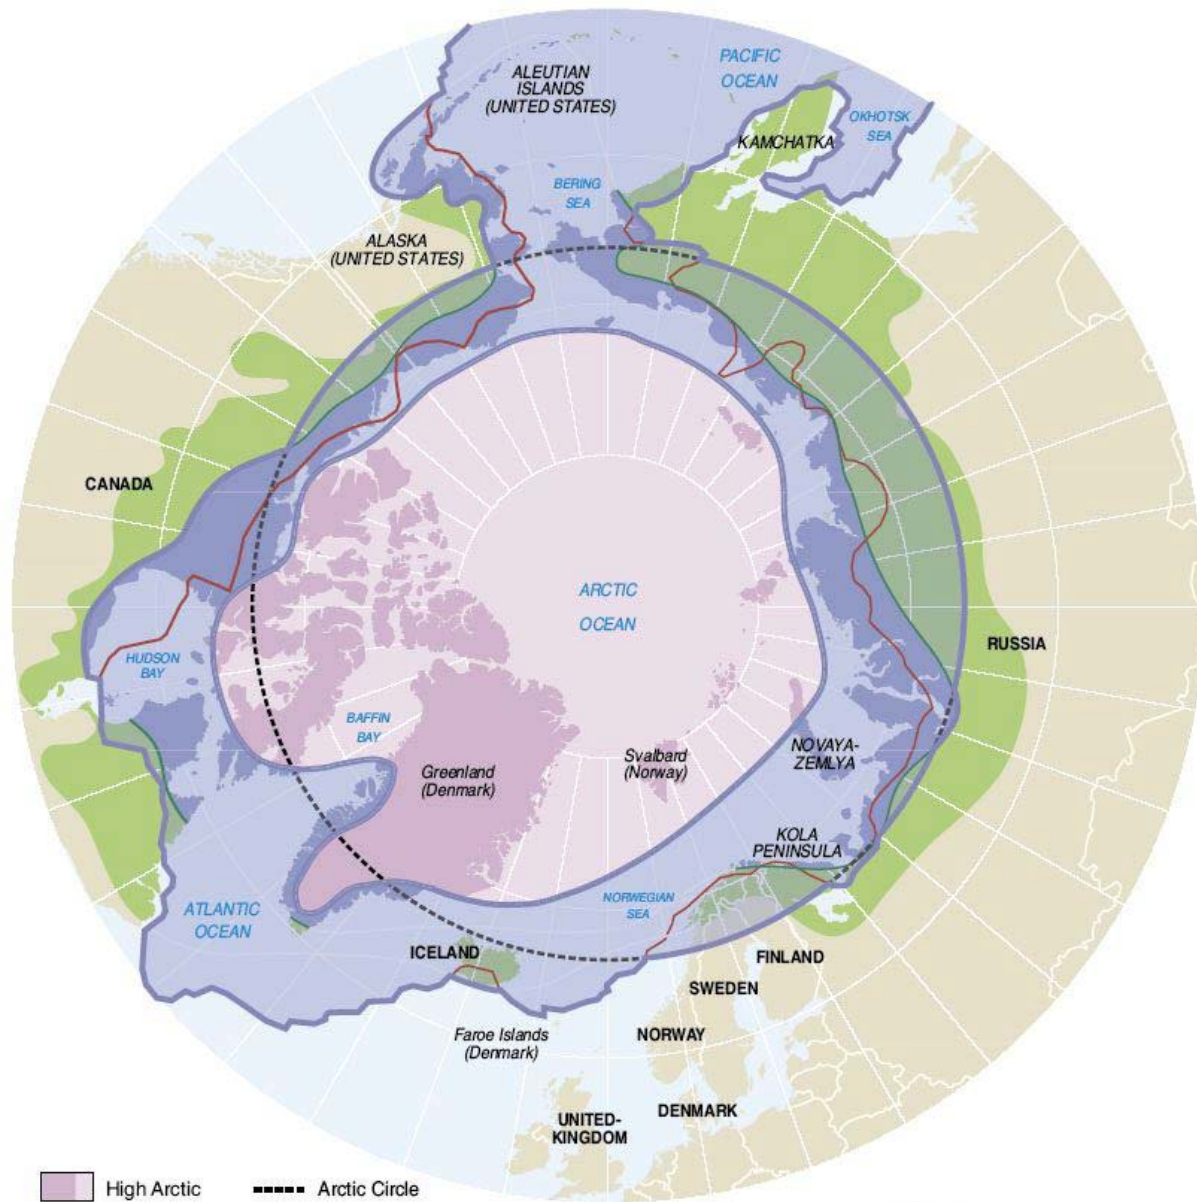 PACIFIC
OCEAN
ALEUTIAN
ISLANDS
(UNITED STATES)
OKHOTSK
SEA
KAMCHATKA
BERING
SEA
ALASKA
(UNITED STATES)
CANADA
ARCTIC
OCEAN
RUSSIA
HUDSON
BAY
BAFFIN
BAY
Greenland
(Denmark)
Svalbard
(Norway)
NOVAYA-
ZEMLYA
KOLA
PENINSULA
NORWEGIAN
SEA
ATLANTIC
OCEAN
ICELAND
FINLAND
SWEDEN
NORWAY
Faroe Islands
(Denmark)
DENMARK
UNITED-
KINGDOM
High Arctic
Arctic Circle